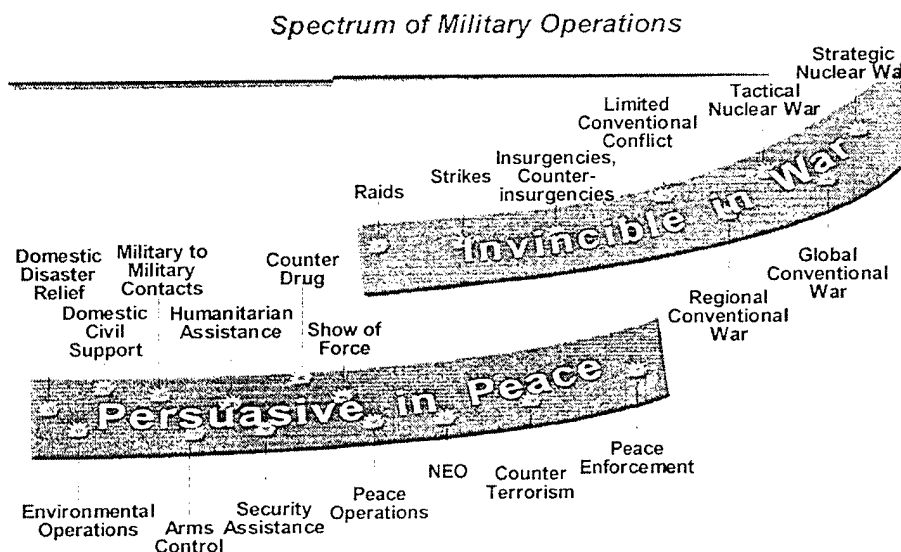 Spectrum of Military Operations
Strategic
Nuclear War
Tactical
Nuclear War
Limited
Conventional
Conflict
Insurgencies,
Counter-
insurgencies
Strikes
Raids
Invincible in War
Global
Conventional
War
Regional
Conventional
War
Domestic
Disaster
Relief
Military to
Military
Contacts
Counter
Drug
Domestic
Civil
Support
Humanitarian
Assistance
Show of
Force
Persuasive in Peace
Environmental
Operations
Arms
Control
Security
Assistance
Peace
Operations
NEO
Counter
Terrorism
Peace
Enforcement